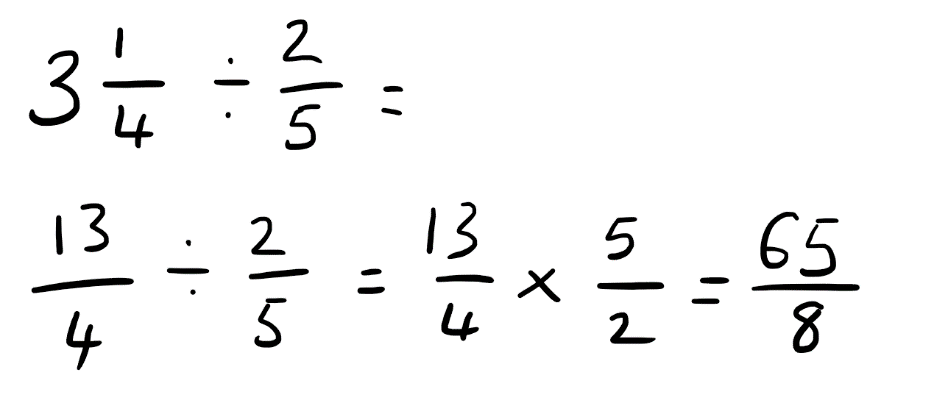 3 1/4 ÷ 2/5 =
13/4 ÷ 2/5 = 13/4 × 5/2 = 65/8